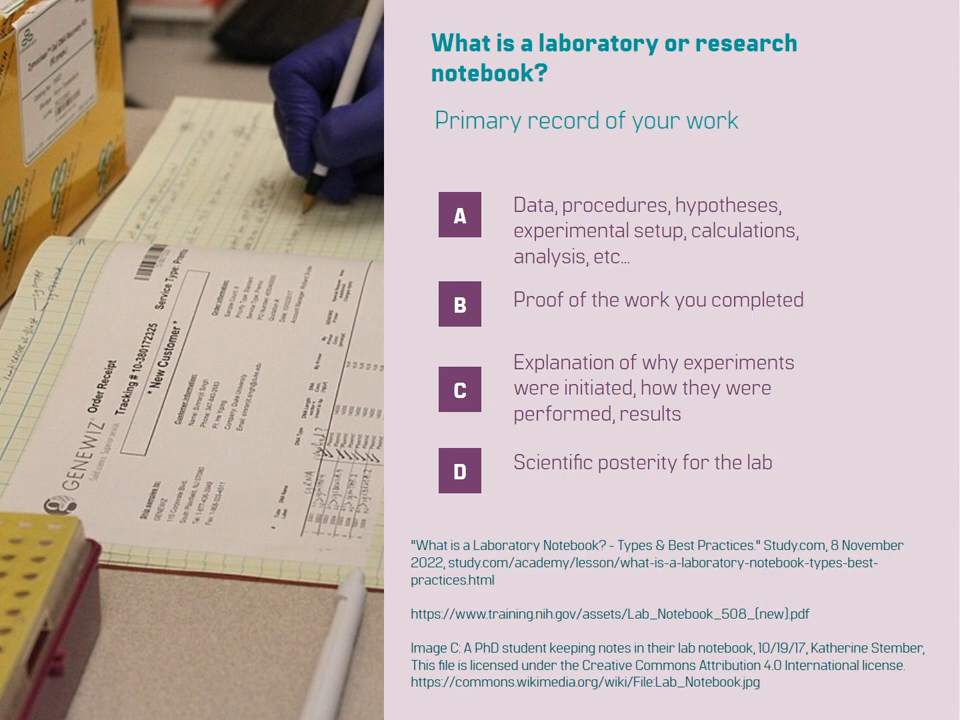 What is a laboratory or research
notebook?
Primary record of your work
A
Data, procedures, hypotheses,
experimental setup, calculations,
analysis, etc...
B
Proof of the work you completed
C
Explanation of why experiments
were initiated, how they were
performed, results
D
Scientific posterity for the lab
"What is a Laboratory Notebook? - Types & Best Practices." Study.com, 8 November
2022, study.com/academy/lesson/what-is-a-laboratory-notebook-types-best-
practices.html
https://www.training.nih.gov/assets/Lab_Notebook_508_(new).pdf
Image C: A PhD student keeping notes in their lab notebook, 10/19/17, Katherine Stember,
This file is licensed under the Creative Commons Attribution 4.0 International license.
https://commons.wikimedia.org/wiki/File:Lab_Notebook.jpg
GENEWIZ
Order Receipt
Tracking # 10-380172325
Service Type:
* New Customer *
Customer Information:
Order Information: